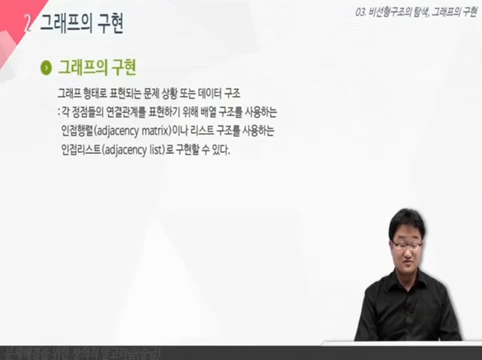 03. 비선형구조의 탐색, 그래프의 구현
2 그래프의 구현
그래프의 구현
그래프 형태로 표현되는 문제 상황 또는 데이터 구조
: 각 정점들의 연결관계를 표현하기 위해 배열 구조를 사용하는
인접행렬(adjacency matrix)이나 리스트 구조를 사용하는
인접리스트(adjacency list)로 구현할 수 있다.